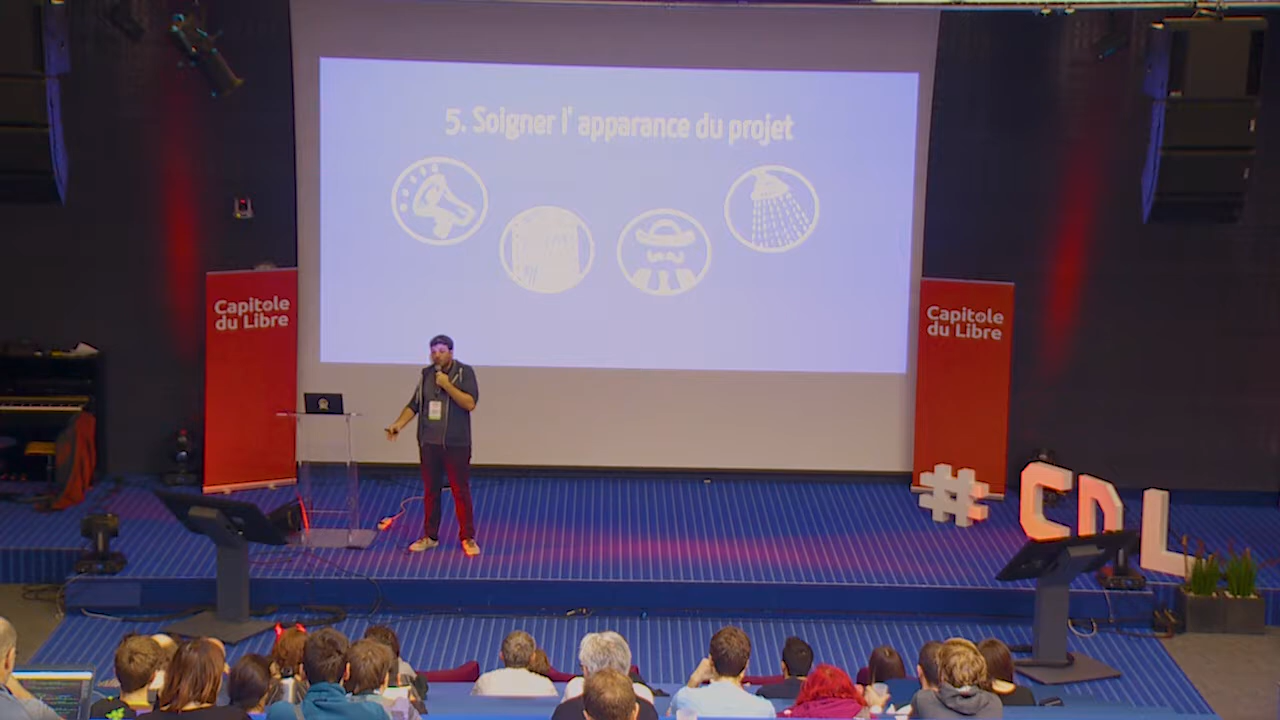 5. Soigner l' apparance du projet
Capitole
du Libre
Capitole
du Libre
#CDL